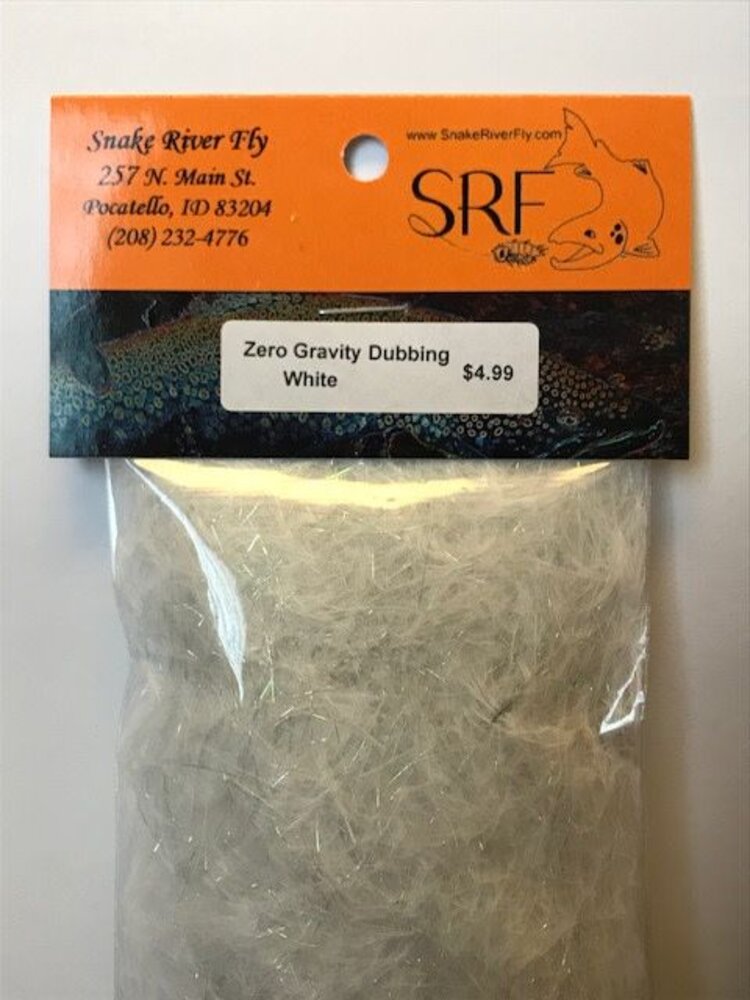 Snake River Fly
257 N. Main St.
Pocatello, ID 83204
(208) 232-4776
www.SnakeRiverFly.com
SRF
Zero Gravity Dubbing
White
$4.99